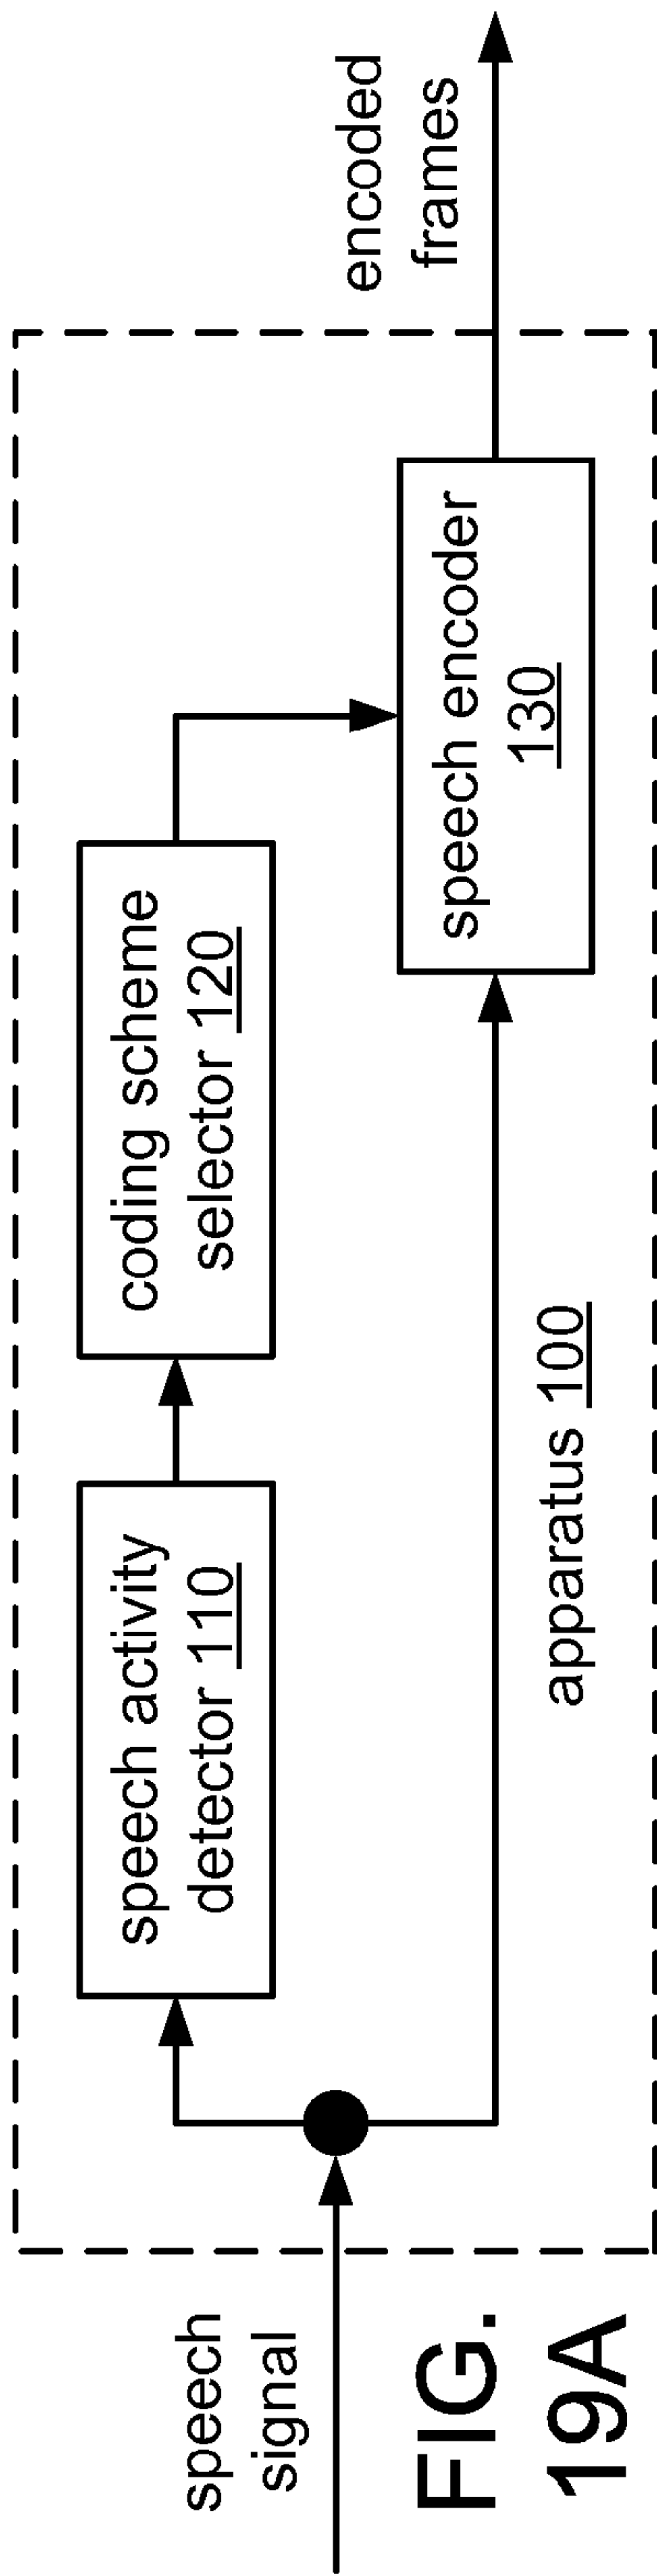 speech
signal
speech activity
detector 110
coding scheme
selector 120
speech encoder
130
encoded
frames
apparatus 100
FIG.
19A